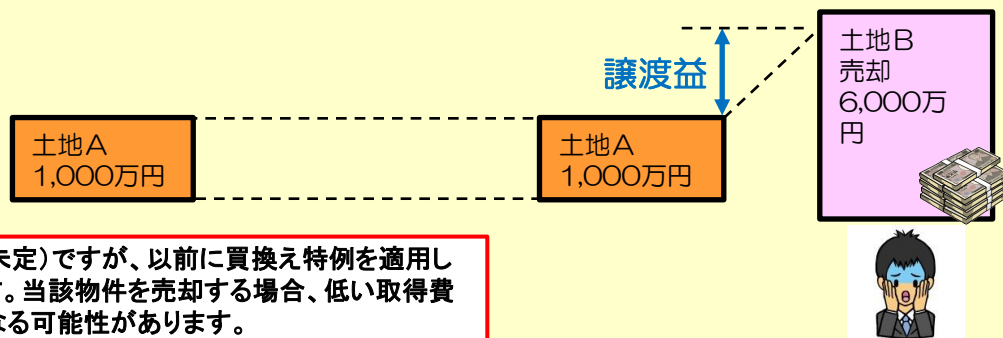 土地B
売却
6,000万
円
譲渡益
土地A
1,000万円
土地A
1,000万円
未定)ですが、以前に買換え特例を適用し
。当該物件を売却する場合、低い取得費
なる可能性があります。